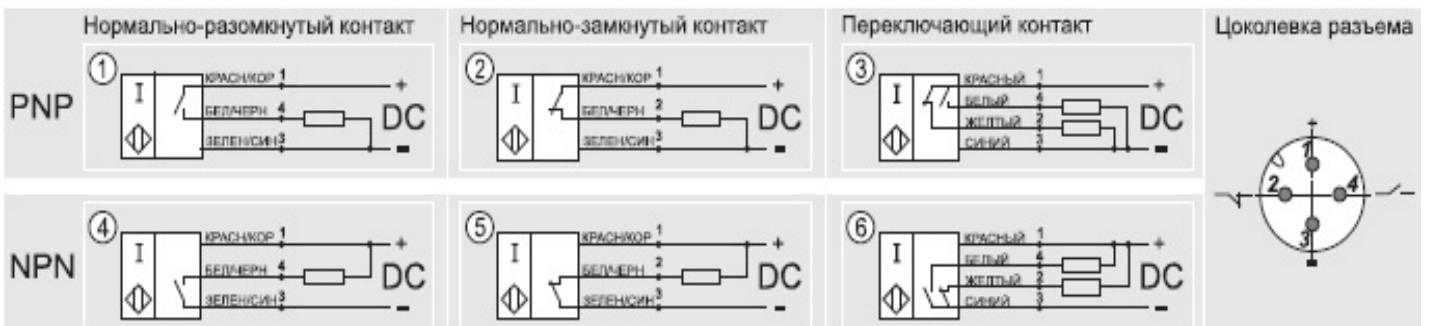 Нормально-разомкнутый контакт Нормально-замкнутый контакт Переключающий контакт Цоколевка разъема
PNP
1
I
КРАСН/КОР 1
БЕЛ/ЧЕРН 4
ЗЕЛЕН/СИН 3
+
DC
-
2
I
КРАСН/КОР 1
БЕЛ/ЧЕРН 2
ЗЕЛЕН/СИН 3
+
DC
-
3
I
КРАСНЫЙ 1
БЕЛЫЙ 4
ЖЕЛТЫЙ 2
СИНИЙ 3
+
DC
-
+
1
2 4
3
-
NPN
4
I
КРАСН/КОР 1
БЕЛ/ЧЕРН 4
ЗЕЛЕН/СИН 3
+
DC
-
5
I
КРАСН/КОР 1
БЕЛ/ЧЕРН 2
ЗЕЛЕН/СИН 3
+
DC
-
6
I
КРАСНЫЙ 1
БЕЛЫЙ 4
ЖЕЛТЫЙ 2
СИНИЙ 3
+
DC
-